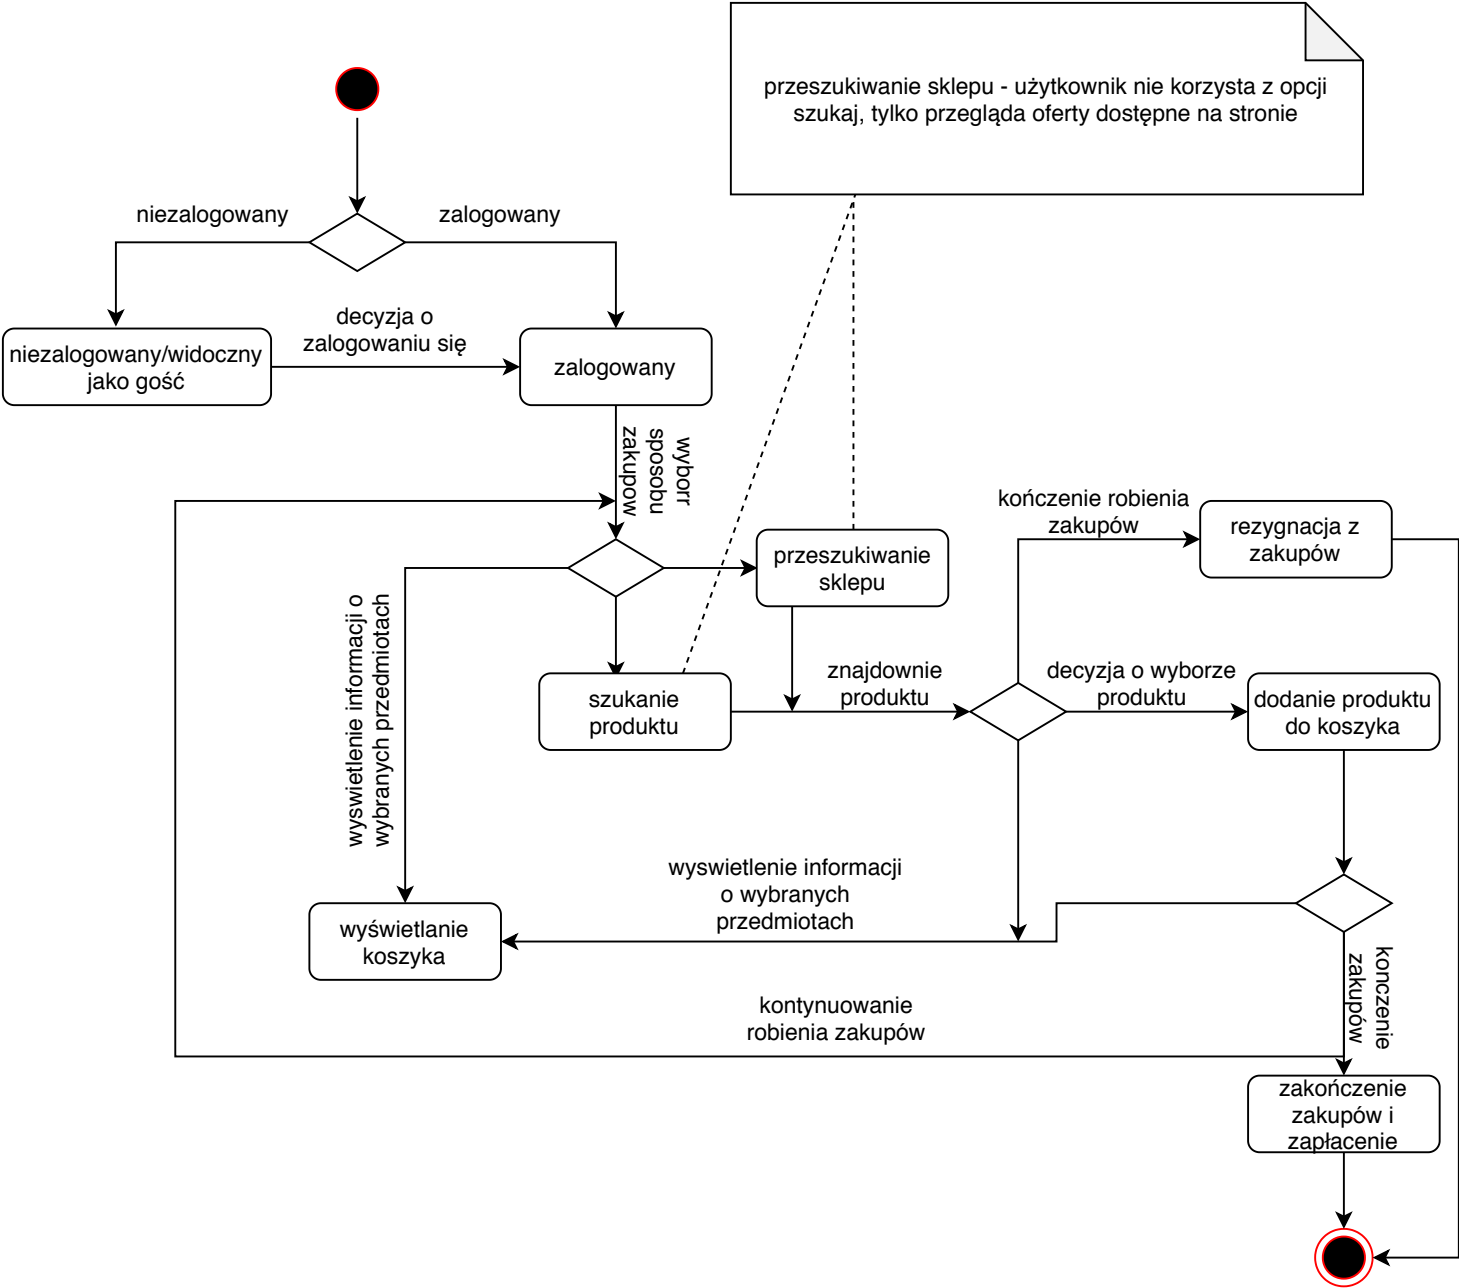 przeszukiwanie sklepu - użytkownik nie korzysta z opcji
szukaj, tylko przegląda oferty dostępne na stronie
niezalogowany
zalogowany
decyzja o
zalogowaniu się
niezalogowany/widoczny
jako gość
zalogowany
wyborr
sposobu
zakupow
kończenie robienia
zakupów
rezygnacja z
zakupów
przeszukiwanie
sklepu
wyswietlenie informacji o
wybranych przedmiotach
znajdownie
produktu
decyzja o wyborze
produktu
szukanie
produktu
dodanie produktu
do koszyka
wyswietlenie informacji
o wybranych
przedmiotach
wyświetlanie
koszyka
konczenie
zakupów
kontynuowanie
robienia zakupów
zakończenie
zakupów i
zapłacenie